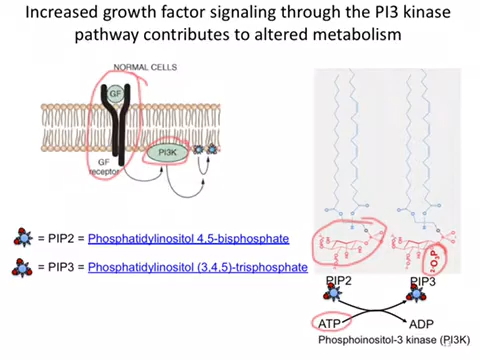 Increased growth factor signaling through the PI3 kinase
pathway contributes to altered metabolism
NORMAL CELLS
GF
PI3K
GF
receptor
= PIP2 = Phosphatidylinositol 4,5-bisphosphate
= PIP3 = Phosphatidylinositol (3,4,5)-trisphosphate
PIP2
PIP3
ATP
ADP
Phosphoinositol-3 kinase (PI3K)